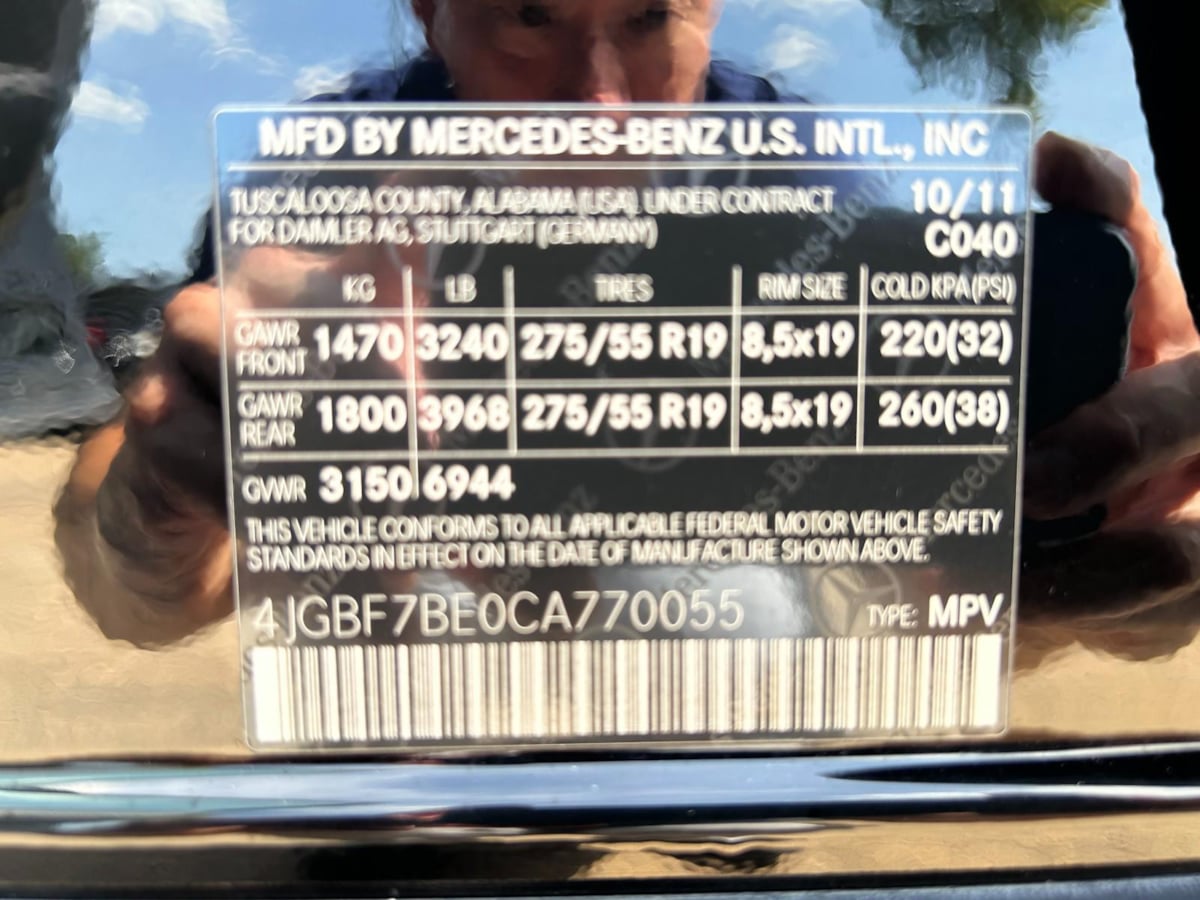 MFD BY MERCEDES-BENZ U.S. INTL., INC
TUSCALOOSA COUNTY, ALABAMA (USA), UNDER CONTRACT 10/11
FOR DAIMLER AG, STUTTGART (GERMANY) C040
KG LB TIRES RIM SIZE COLD KPA (PSI)
GAWR FRONT 1470 3240 275/55 R19 8,5x19 220(32)
GAWR REAR 1800 3968 275/55 R19 8,5x19 260(38)
GVWR 3150 6944
THIS VEHICLE CONFORMS TO ALL APPLICABLE FEDERAL MOTOR VEHICLE SAFETY
STANDARDS IN EFFECT ON THE DATE OF MANUFACTURE SHOWN ABOVE.
4JGBF7BE0CA770055 TYPE: MPV